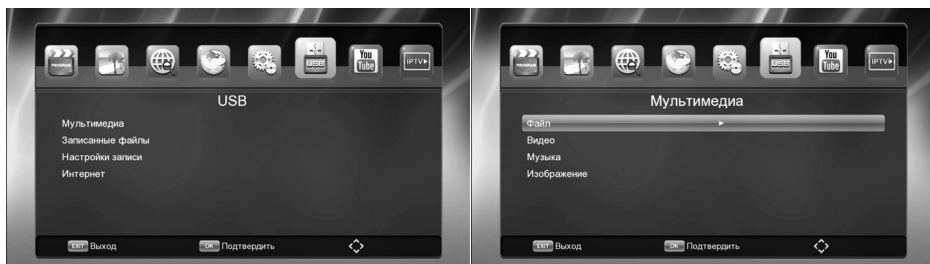 PROGRAM
USB
You
Tube
IPTV
USB
Мультимедиа
Записанные файлы
Настройки записи
Интернет
EXIT Выход
OK Подтвердить
PROGRAM
USB
You
Tube
IPTV
Мультимедиа
Файл
Видео
Музыка
Изображение
EXIT Выход
OK Подтвердить